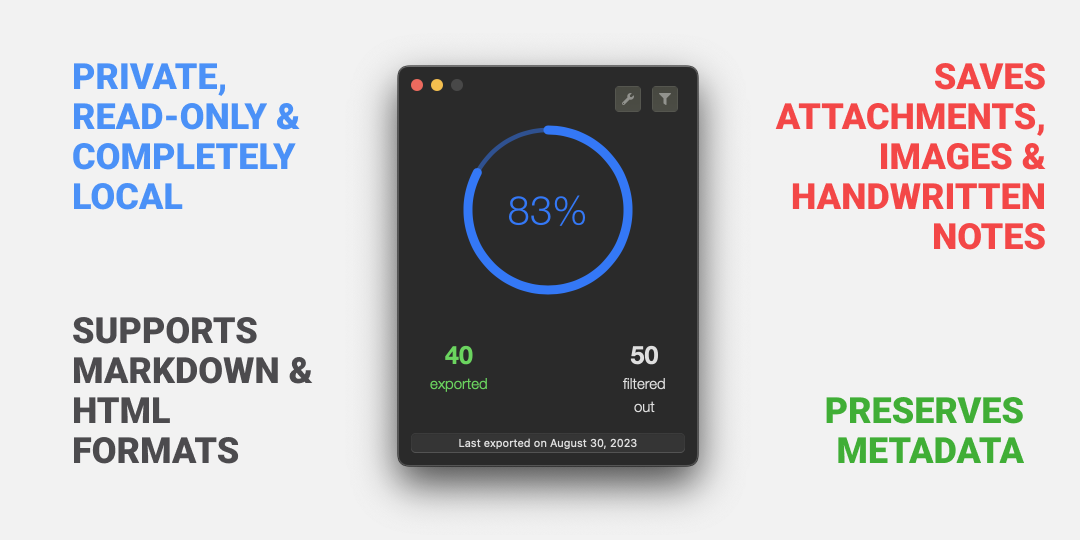 PRIVATE,
READ-ONLY &
COMPLETELY
LOCAL
SUPPORTS
MARKDOWN &
HTML
FORMATS
83%
40
exported
50
filtered
out
Last exported on August 30, 2023
SAVES
ATTACHMENTS,
IMAGES &
HANDWRITTEN
NOTES
PRESERVES
METADATA